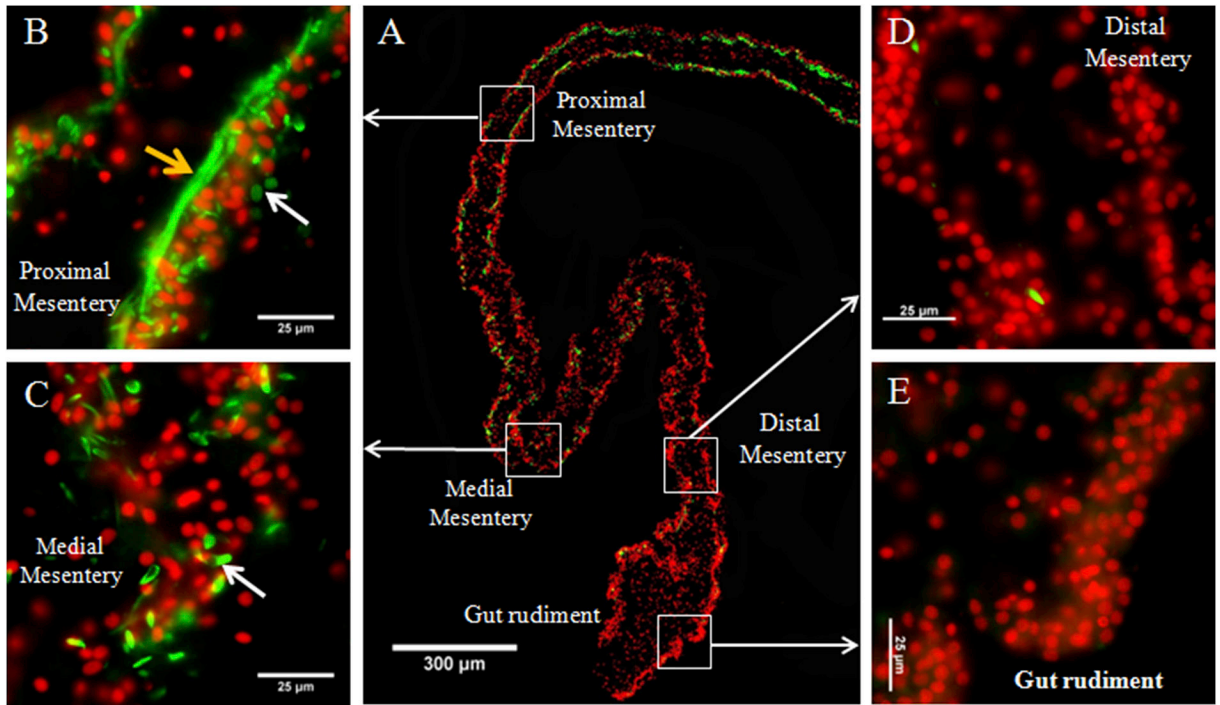 B
Proximal
Mesentery
25 μm
C
Medial
Mesentery
25 μm
A
Proximal
Mesentery
Medial
Mesentery
Distal
Mesentery
Gut rudiment
300 μm
D
Distal
Mesentery
25 μm
E
25 μm
Gut rudiment